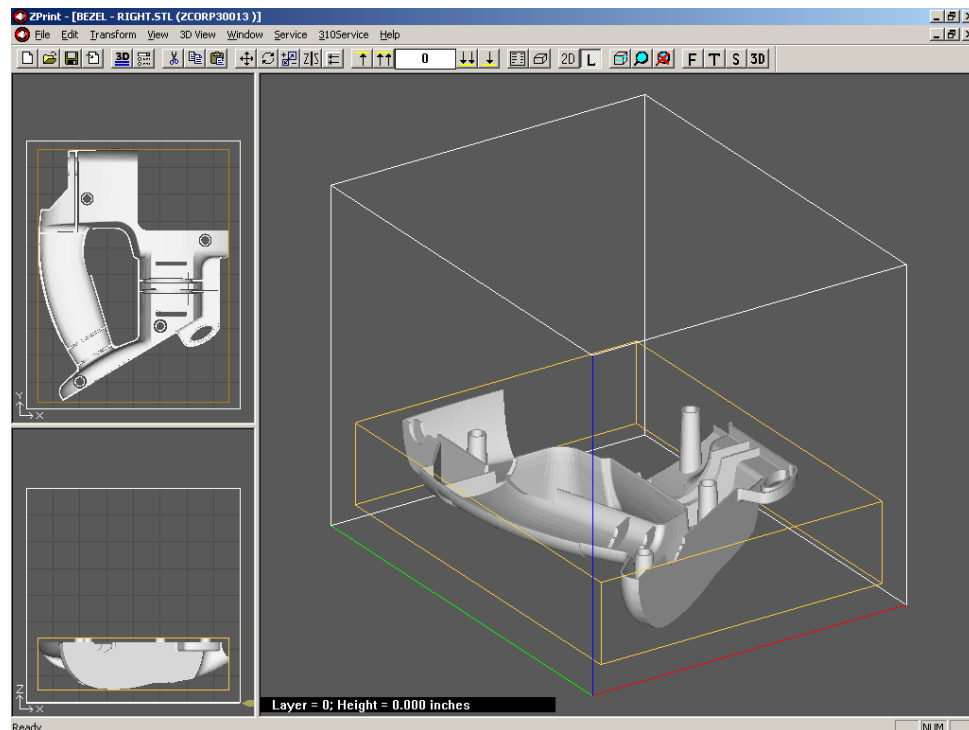 ZPrint - [BEZEL - RIGHT.STL (ZCORP30013 )]
File Edit Transform View 3D View Window Service 310Service Help
3D Z|S 0 2D L F T S 3D
Y
X
Z
X
Layer = 0; Height = 0.000 inches
Ready NUM